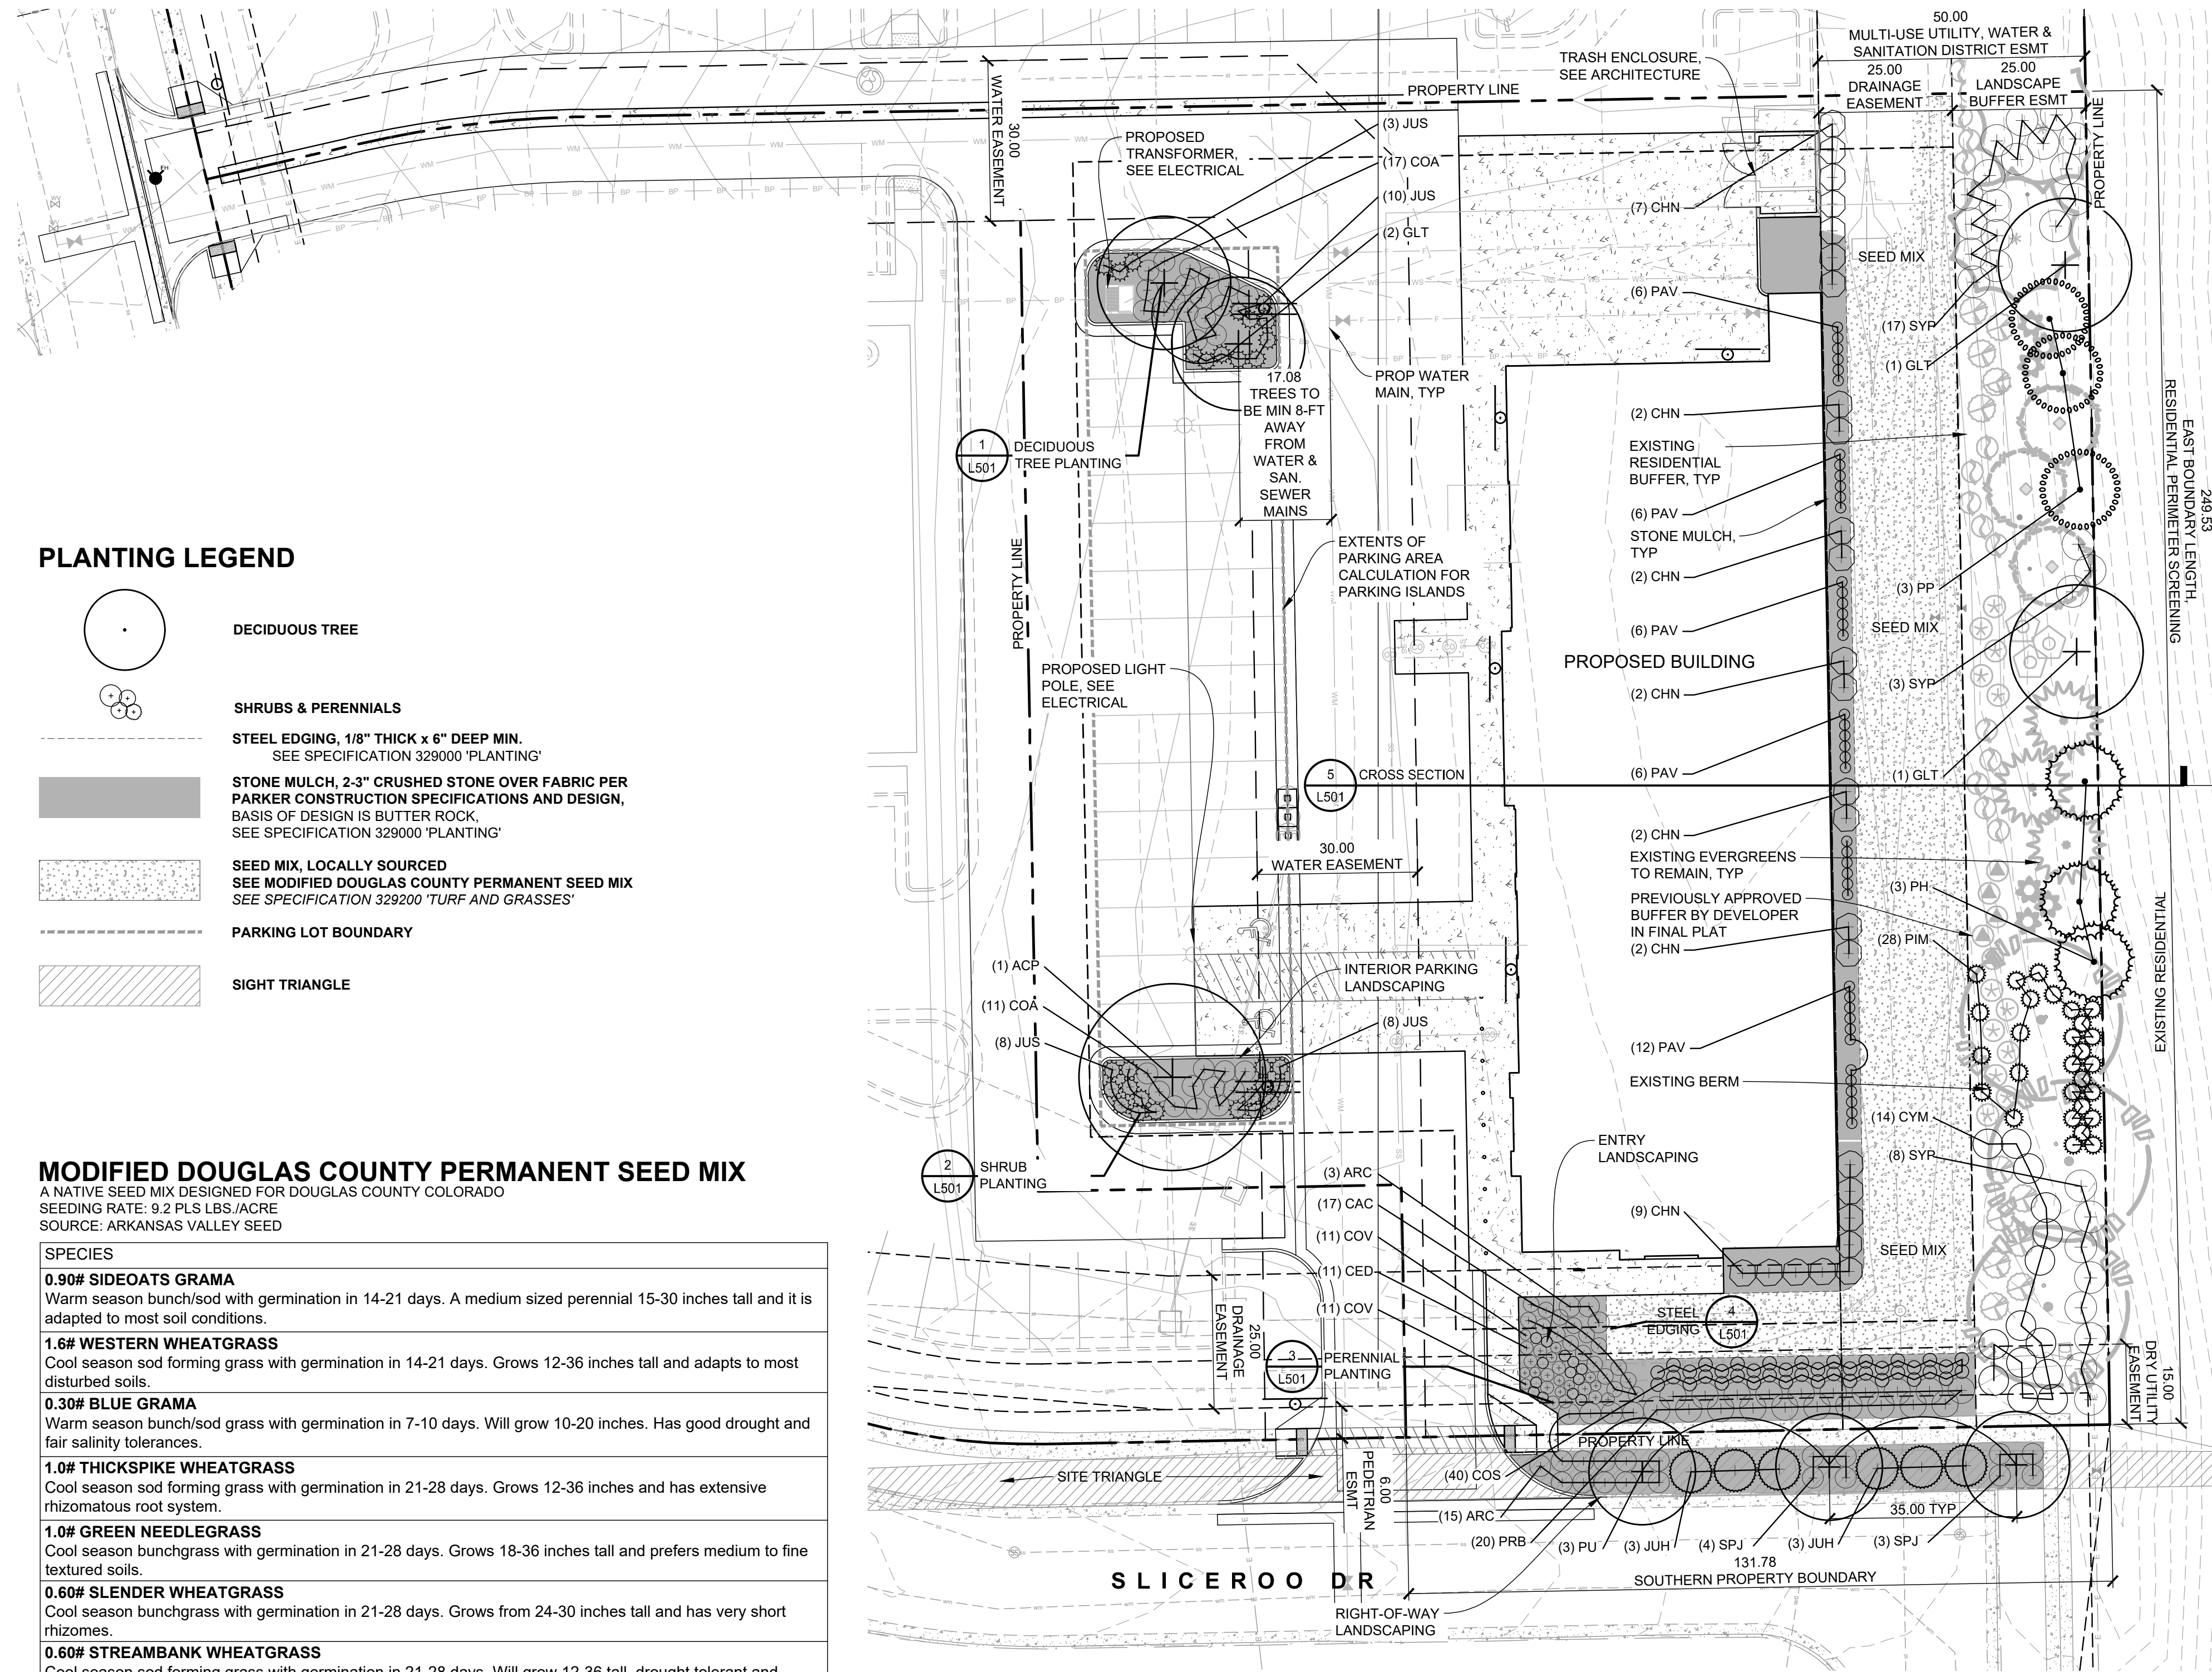 50.00
MULTI-USE UTILITY, WATER &
SANITATION DISTRICT ESMT
25.00
DRAINAGE
EASEMENT
25.00
LANDSCAPE
BUFFER ESMT
TRASH ENCLOSURE,
SEE ARCHITECTURE
PROPERTY LINE
PROPERTY LINE
30.00
WATER EASEMENT
PROPOSED
TRANSFORMER,
SEE ELECTRICAL
(3) JUS
(17) COA
(10) JUS
(2) GLT
(7) CHN
SEED MIX
(6) PAV
(17) SYP
(1) GLT
PROP WATER
MAIN, TYP
17.08
TREES TO
BE MIN 8-FT
AWAY
FROM
WATER &
SAN.
SEWER
MAINS
1
L501
DECIDUOUS
TREE PLANTING
(2) CHN
EXISTING
RESIDENTIAL
BUFFER, TYP
(6) PAV
STONE MULCH,
TYP
(2) CHN
EXTENTS OF
PARKING AREA
CALCULATION FOR
PARKING ISLANDS
PROPERTY LINE
(3) PP
(6) PAV
SEED MIX
PROPOSED BUILDING
PROPOSED LIGHT
POLE, SEE
ELECTRICAL
(2) CHN
(3) SYP
249.53
EAST BOUNDARY LENGTH,
RESIDENTIAL PERIMETER SCREENING
5
L501
CROSS SECTION
(6) PAV
(1) GLT
(2) CHN
30.00
WATER EASEMENT
EXISTING EVERGREENS
TO REMAIN, TYP
(3) PH
PREVIOUSLY APPROVED
BUFFER BY DEVELOPER
IN FINAL PLAT
(28) PIM
(2) CHN
EXISTING RESIDENTIAL
(1) ACP
INTERIOR PARKING
LANDSCAPING
(11) COA
(8) JUS
(8) JUS
(12) PAV
EXISTING BERM
(14) CYM
(8) SYP
ENTRY
LANDSCAPING
2
L501
SHRUB
PLANTING
(3) ARC
(17) CAC
(9) CHN
(11) COV
SEED MIX
(11) CED
(11) COV
STEEL
EDGING
4
L501
25.00
DRAINAGE
EASEMENT
3
L501
PERENNIAL
PLANTING
15.00
DRY UTILITY
EASEMENT
PROPERTY LINE
SITE TRIANGLE
6.00
PEDETRIAN
ESMT
(40) COS
(15) ARC
35.00 TYP
(20) PRB
(3) PU
(3) JUH
(4) SPJ
(3) JUH
(3) SPJ
131.78
SOUTHERN PROPERTY BOUNDARY
SLICEROO DR
RIGHT-OF-WAY
LANDSCAPING
PLANTING LEGEND
DECIDUOUS TREE
SHRUBS & PERENNIALS
STEEL EDGING, 1/8" THICK x 6" DEEP MIN.
SEE SPECIFICATION 329000 'PLANTING'
STONE MULCH, 2-3" CRUSHED STONE OVER FABRIC PER
PARKER CONSTRUCTION SPECIFICATIONS AND DESIGN,
BASIS OF DESIGN IS BUTTER ROCK,
SEE SPECIFICATION 329000 'PLANTING'
SEED MIX, LOCALLY SOURCED
SEE MODIFIED DOUGLAS COUNTY PERMANENT SEED MIX
SEE SPECIFICATION 329200 'TURF AND GRASSES'
PARKING LOT BOUNDARY
SIGHT TRIANGLE
MODIFIED DOUGLAS COUNTY PERMANENT SEED MIX
A NATIVE SEED MIX DESIGNED FOR DOUGLAS COUNTY COLORADO
SEEDING RATE: 9.2 PLS LBS./ACRE
SOURCE: ARKANSAS VALLEY SEED
SPECIES
0.90# SIDEOATS GRAMA
Warm season bunch/sod with germination in 14-21 days. A medium sized perennial 15-30 inches tall and it is
adapted to most soil conditions.
1.6# WESTERN WHEATGRASS
Cool season sod forming grass with germination in 14-21 days. Grows 12-36 inches tall and adapts to most
disturbed soils.
0.30# BLUE GRAMA
Warm season bunch/sod grass with germination in 7-10 days. Will grow 10-20 inches. Has good drought and
fair salinity tolerances.
1.0# THICKSPIKE WHEATGRASS
Cool season sod forming grass with germination in 21-28 days. Grows 12-36 inches and has extensive
rhizomatous root system.
1.0# GREEN NEEDLEGRASS
Cool season bunchgrass with germination in 21-28 days. Grows 18-36 inches tall and prefers medium to fine
textured soils.
0.60# SLENDER WHEATGRASS
Cool season bunchgrass with germination in 21-28 days. Grows from 24-30 inches tall and has very short
rhizomes.
0.60# STREAMBANK WHEATGRASS
Cool season sod forming grass with germination in 21-28 days. Will grow 12-36 tall, drought tolerant and